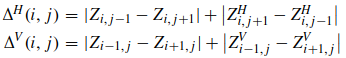 Δ^H(i, j) = |Z_{i,j−1} − Z_{i,j+1}| + |Z^H_{i,j+1} − Z^H_{i,j−1}|
Δ^V(i, j) = |Z_{i−1,j} − Z_{i+1,j}| + |Z^V_{i−1,j} − Z^V_{i+1,j}|